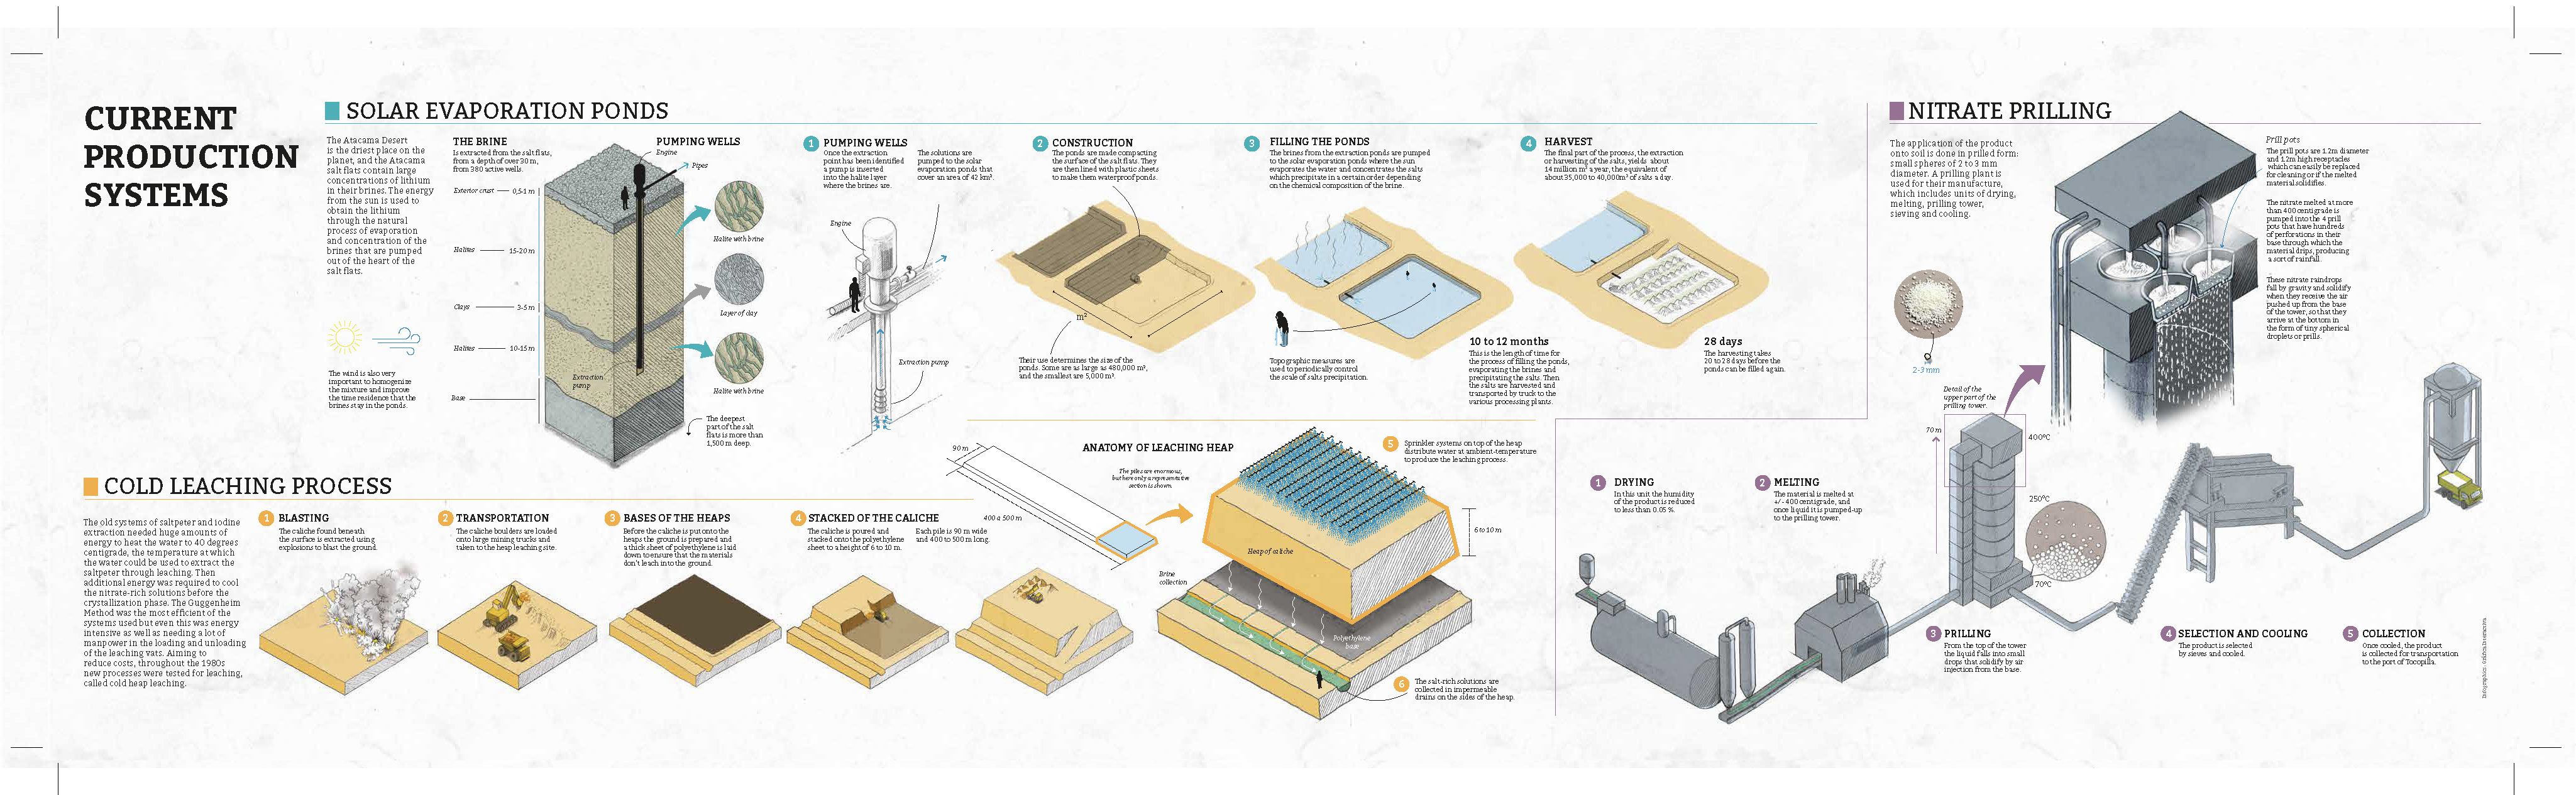 CURRENT
PRODUCTION
SYSTEMS
SOLAR EVAPORATION PONDS
The Atacama Desert
is the driest place on the
planet, and the Atacama
salt flats contain large
concentrations of lithium
in their brines. The energy
from the sun is used to
obtain the lithium
through the natural
process of evaporation
and concentration of the
brines that are pumped
out of the heart of the
salt flats.
The wind is also very
important to homogenize
the mixture and improve
the time residence that the
brines stay in the ponds.
THE BRINE
Is extracted from the salt flats,
from a depth of over 30 m,
from 380 active wells.
Exterior crust
0,5-1 m
Halites
15-20 m
Clays
3-5 m
Halites
10-15 m
Base
PUMPING WELLS
Engine
Pipes
Halite with brine
Layer of clay
Halite with brine
Extraction
pump
The deepest
part of the salt
flats is more than
1,500 m deep.
1 PUMPING WELLS
Once the extraction
point has been identified
a pump is inserted
into the halite layer
where the brines are.
The solutions are
pumped to the solar
evaporation ponds that
cover an area of 42 km².
Engine
Extraction pump
2 CONSTRUCTION
The ponds are made compacting
the surface of the salt flats. They
are then lined with plastic sheets
to make them waterproof ponds.
m²
Their use determines the size of the
ponds. Some are as large as 480,000 m²,
and the smallest are 5,000 m².
3 FILLING THE PONDS
The brines from the extraction ponds are pumped
to the solar evaporation ponds where the sun
evaporates the water and concentrates the salts
which precipitate in a certain order depending
on the chemical composition of the brine.
Topographic measures are
used to periodically control
the scale of salts precipitation.
10 to 12 months
This is the length of time for
the process of filling the ponds,
evaporating the brines and
precipitating the salts. Then
the salts are harvested and
transported by truck to the
various processing plants.
4 HARVEST
The final part of the process, the extraction
or harvesting of the salts, yields about
14 million m³ a year, the equivalent of
about 35,000 to 40,000m³ of salts a day.
28 days
The harvesting takes
20 to 28 days before the
ponds can be filled again.
COLD LEACHING PROCESS
The old systems of saltpeter and iodine
extraction needed huge amounts of
energy to heat the water to 40 degrees
centigrade, the temperature at which
the water could be used to extract the
saltpeter through leaching. Then
additional energy was required to cool
the nitrate-rich solutions before the
crystallization phase. The Guggenheim
Method was the most efficient of the
systems used but even this was energy
intensive as well as needing a lot of
manpower in the loading and unloading
of the leaching vats. Aiming to
reduce costs, throughout the 1980s
new processes were tested for leaching,
called cold heap leaching.
1 BLASTING
The caliche found beneath
the surface is extracted using
explosions to blast the ground.
2 TRANSPORTATION
The caliche boulders are loaded
onto large mining trucks and
taken to the heap leaching site.
3 BASES OF THE HEAPS
Before the caliche is put onto the
heaps the ground is prepared and
a thick sheet of polyethylene is laid
down to ensure that the materials
don't leach into the ground.
4 STACKED OF THE CALICHE
The caliche is poured and
stacked onto the polyethylene
sheet to a height of 6 to 10 m.
Each pile is 90 m wide
and 400 to 500 m long.
ANATOMY OF LEACHING HEAP
The piles are enormous,
but here only a representative
section is shown.
90 m
400 a 500 m
Heap of caliche
6 to 10 m
Brine
collection
Polyethylene
base
5 Sprinkler systems on top of the heap
distribute water at ambient-temperature
to produce the leaching process.
6 The salt-rich solutions are
collected in impermeable
drains on the sides of the heap.
NITRATE PRILLING
The application of the product
onto soil is done in prilled form:
small spheres of 2 to 3 mm
diameter. A prilling plant is
used for their manufacture,
which includes units of drying,
melting, prilling tower,
sieving and cooling.
2-3 mm
Prill pots
The prill pots are 1.2m diameter
and 1.2m high receptacles
which can easily be replaced
for cleaning or if the melted
material solidifies.
The nitrate melted at more
than 400 centigrade is
pumped into the 4 prill
pots that have hundreds
of perforations in their
base through which the
material drips, producing
a sort of rainfall.
These nitrate raindrops
fall by gravity and solidify
when they receive the air
pushed up from the base
of the tower, so that they
arrive at the bottom in
the form of tiny spherical
droplets or prills.
Detail of the
upper part of the
prilling tower.
70 m
400ºC
250ºC
70ºC
1 DRYING
In this unit the humidity
of the product is reduced
to less than 0.05 %.
2 MELTING
The material is melted at
+/- 400 centigrade, and
once liquid it is pumped-up
to the prilling tower.
3 PRILLING
From the top of the tower
the liquid falls into small
drops that solidify by air
injection from the base.
4 SELECTION AND COOLING
The product is selected
by sieves and cooled.
5 COLLECTION
Once cooled, the product
is collected for transportation
to the port of Tocopilla.